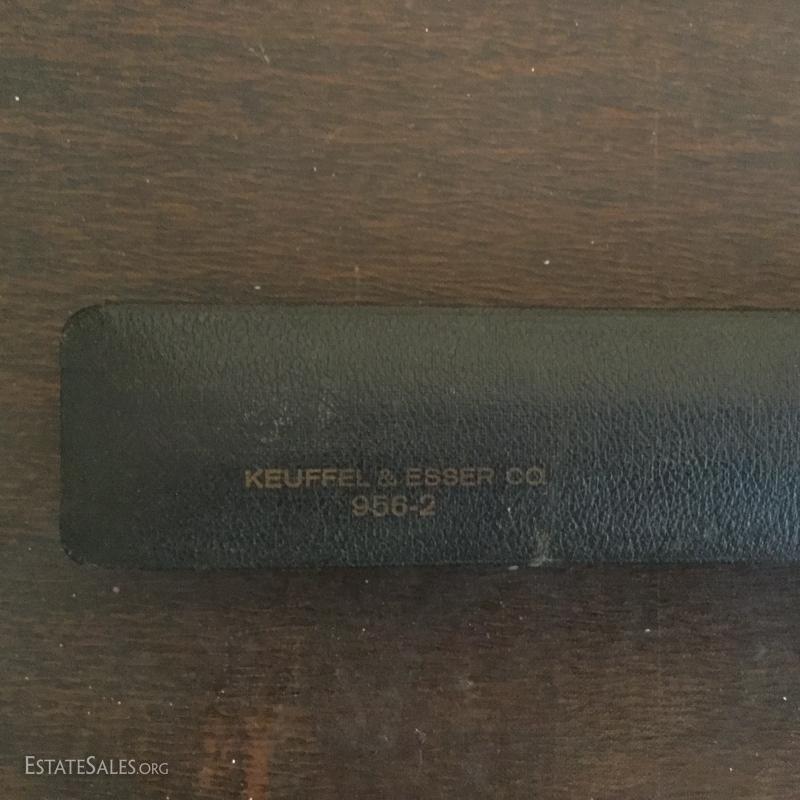 KEUFFEL & ESSER CO.
956-2
ESTATESALES.ORG